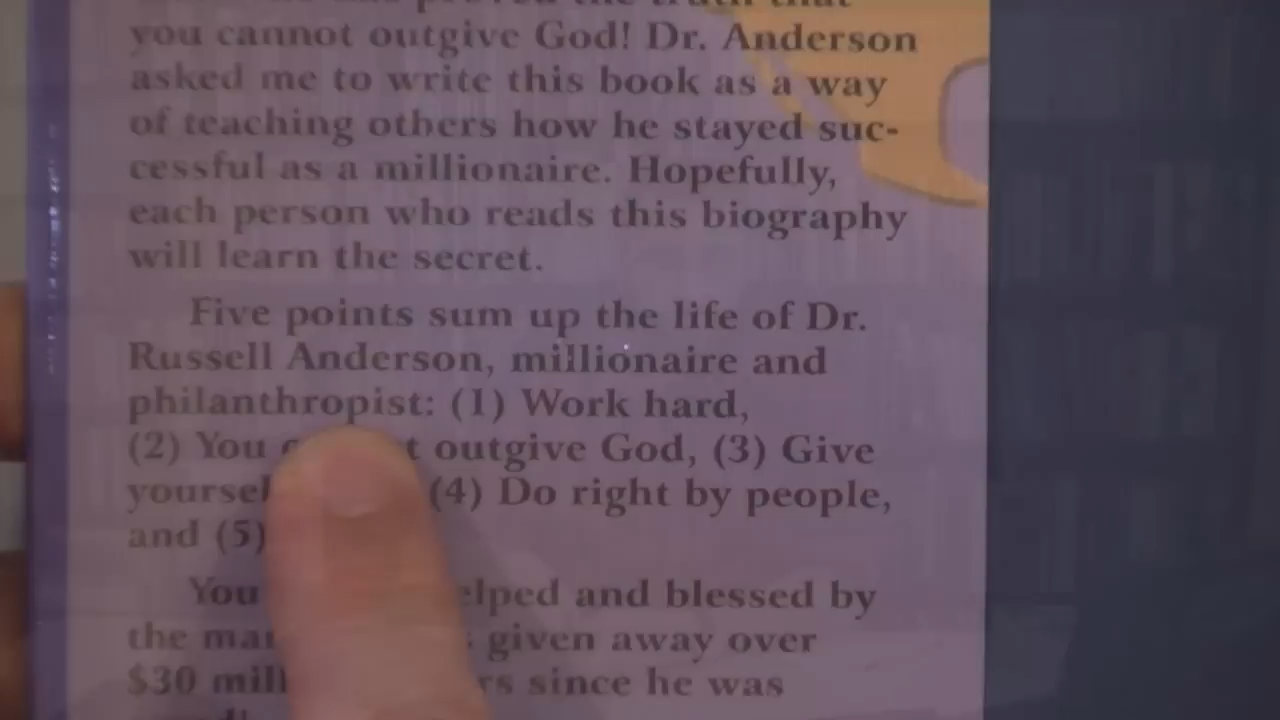 you cannot outgive God! Dr. Anderson
asked me to write this book as a way
of teaching others how he stayed suc-
cessful as a millionaire. Hopefully,
each person who reads this biography
will learn the secret.
Five points sum up the life of Dr.
Russell Anderson, millionaire and
philanthropist: (1) Work hard,
(2) You outgive God, (3) Give
(4) Do right by people,
and (5)
You and blessed by
the given away over
$30 since he was